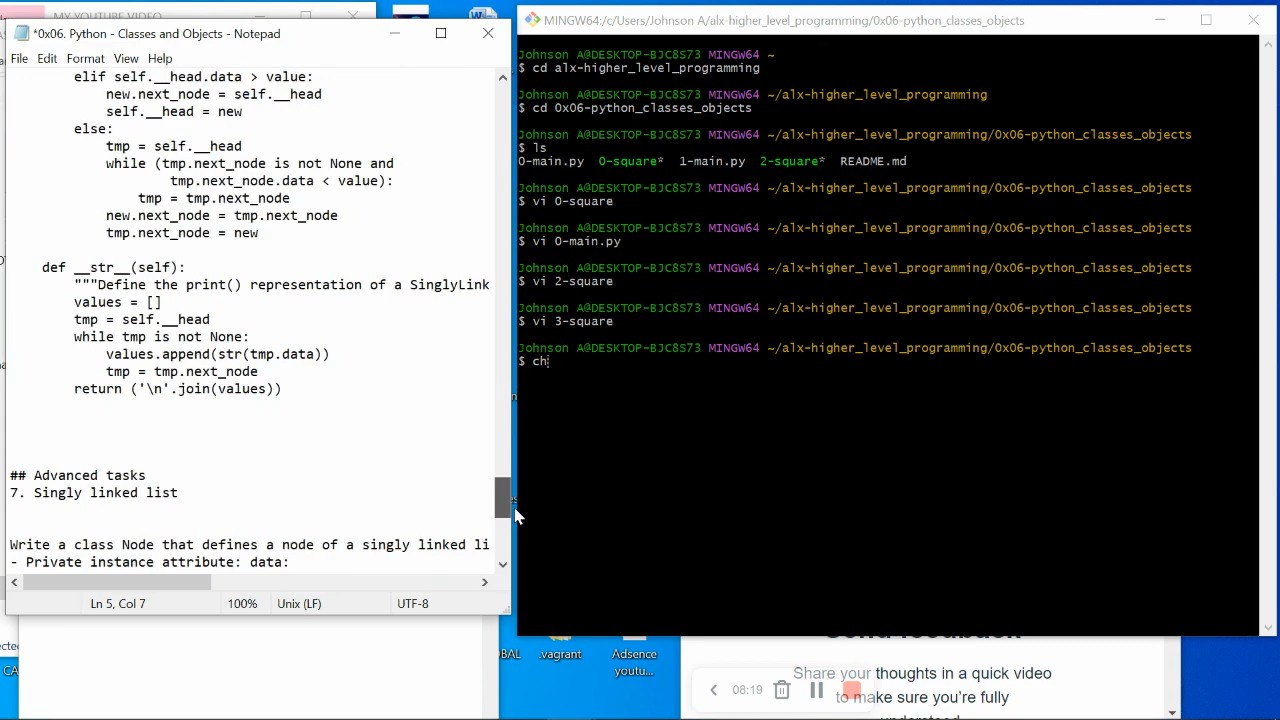 MY YOUTUBE VIDEO
*0x06. Python - Classes and Objects - Notepad
File Edit Format View Help
elif self.__head.data > value:
new.next_node = self.__head
self.__head = new
else:
tmp = self.__head
while (tmp.next_node is not None and
tmp.next_node.data < value):
tmp = tmp.next_node
new.next_node = tmp.next_node
tmp.next_node = new
def __str__(self):
"""Define the print() representation of a SinglyLink
values = []
tmp = self.__head
while tmp is not None:
values.append(str(tmp.data))
tmp = tmp.next_node
return ('\n'.join(values))
## Advanced tasks
7. Singly linked list
Write a class Node that defines a node of a singly linked li
- Private instance attribute: data:
Ln 5, Col 7 100% Unix (LF) UTF-8
MINGW64:/c/Users/Johnson A/alx-higher_level_programming/0x06-python_classes_objects
Johnson A@DESKTOP-BJC8S73 MINGW64 ~
$ cd alx-higher_level_programming
Johnson A@DESKTOP-BJC8S73 MINGW64 ~/alx-higher_level_programming
$ cd 0x06-python_classes_objects
Johnson A@DESKTOP-BJC8S73 MINGW64 ~/alx-higher_level_programming/0x06-python_classes_objects
$ ls
0-main.py 0-square* 1-main.py 2-square* README.md
Johnson A@DESKTOP-BJC8S73 MINGW64 ~/alx-higher_level_programming/0x06-python_classes_objects
$ vi 0-square
Johnson A@DESKTOP-BJC8S73 MINGW64 ~/alx-higher_level_programming/0x06-python_classes_objects
$ vi 0-main.py
Johnson A@DESKTOP-BJC8S73 MINGW64 ~/alx-higher_level_programming/0x06-python_classes_objects
$ vi 2-square
Johnson A@DESKTOP-BJC8S73 MINGW64 ~/alx-higher_level_programming/0x06-python_classes_objects
$ vi 3-square
Johnson A@DESKTOP-BJC8S73 MINGW64 ~/alx-higher_level_programming/0x06-python_classes_objects
$ ch
.vagrant
Adsence
youtu...
Share your thoughts in a quick video
to make sure you're fully
08:19